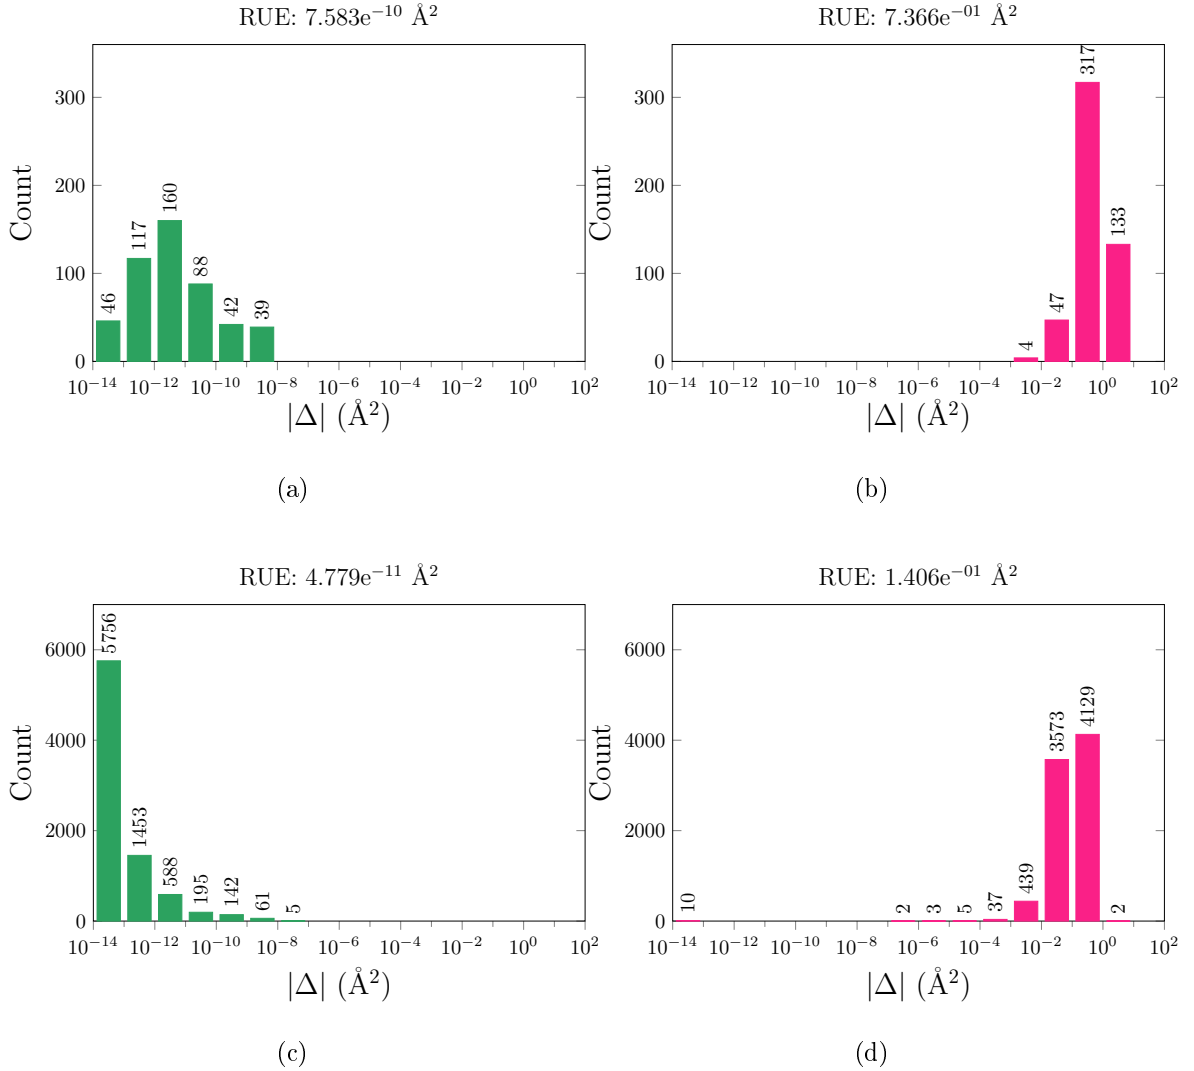 RUE: 7.583e⁻¹⁰ Å²
300
200
100
0
Count
46
117
160
88
42
39
10⁻¹⁴ 10⁻¹² 10⁻¹⁰ 10⁻⁸ 10⁻⁶ 10⁻⁴ 10⁻² 10⁰ 10²
|Δ| (Å²)
(a)
RUE: 7.366e⁻⁰¹ Å²
300
200
100
0
Count
4
47
317
133
10⁻¹⁴ 10⁻¹² 10⁻¹⁰ 10⁻⁸ 10⁻⁶ 10⁻⁴ 10⁻² 10⁰ 10²
|Δ| (Å²)
(b)
RUE: 4.779e⁻¹¹ Å²
6000
4000
2000
0
Count
5756
1453
588
195
142
61
5
10⁻¹⁴ 10⁻¹² 10⁻¹⁰ 10⁻⁸ 10⁻⁶ 10⁻⁴ 10⁻² 10⁰ 10²
|Δ| (Å²)
(c)
RUE: 1.406e⁻⁰¹ Å²
6000
4000
2000
0
Count
10
2
3
5
37
439
3573
4129
2
10⁻¹⁴ 10⁻¹² 10⁻¹⁰ 10⁻⁸ 10⁻⁶ 10⁻⁴ 10⁻² 10⁰ 10²
|Δ| (Å²)
(d)